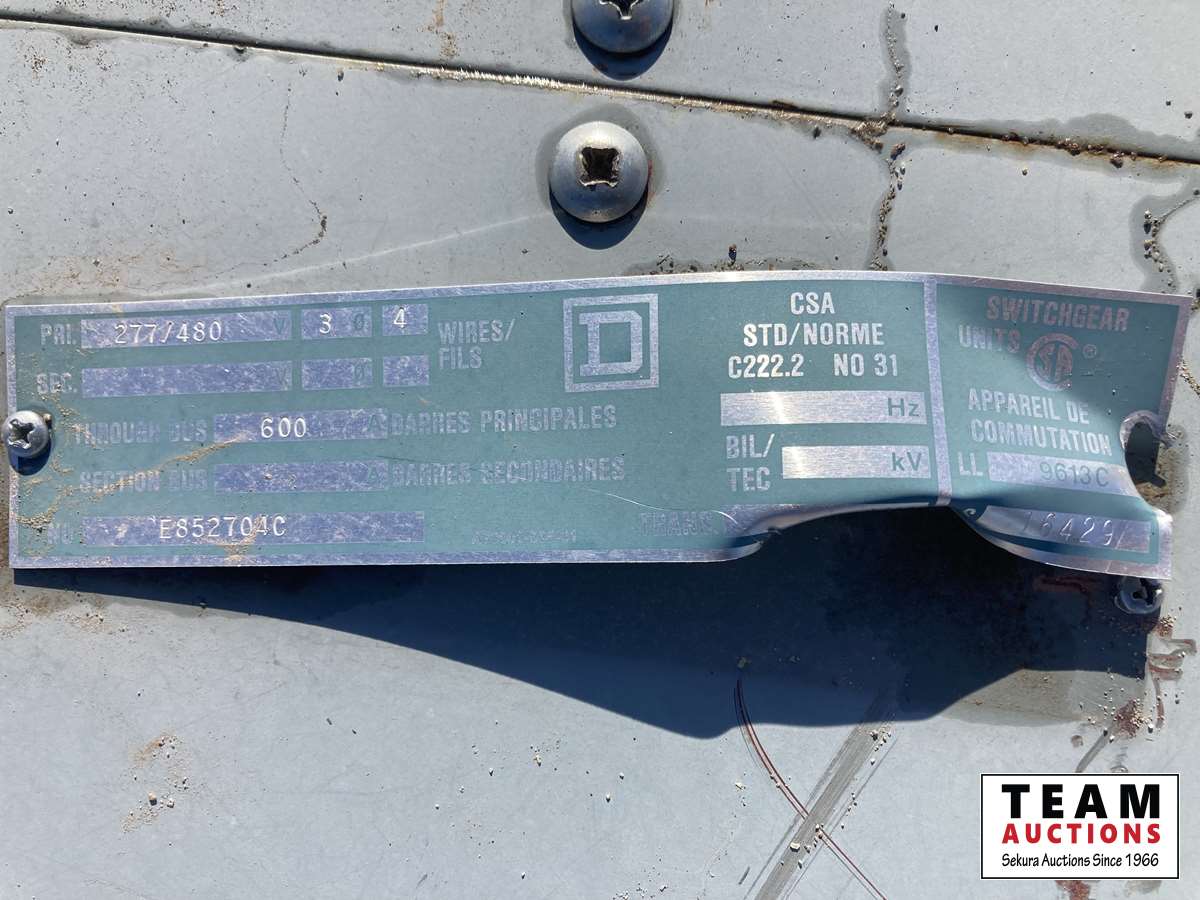 PRI. 277/480 V 3 Ø 4 WIRES/
FILS
SEC. V Ø
THROUGH BUS 600 A BARRES PRINCIPALES
SECTION BUS A BARRES SECONDAIRES
E852704C
D
CSA
STD/NORME
C222.2 NO 31
Hz
BIL/
TEC kV
SWITCHGEAR
UNITS SA ®
APPAREIL DE
COMMUTATION
LL 9613C
TEAM
AUCTIONS
Sekura Auctions Since 1966